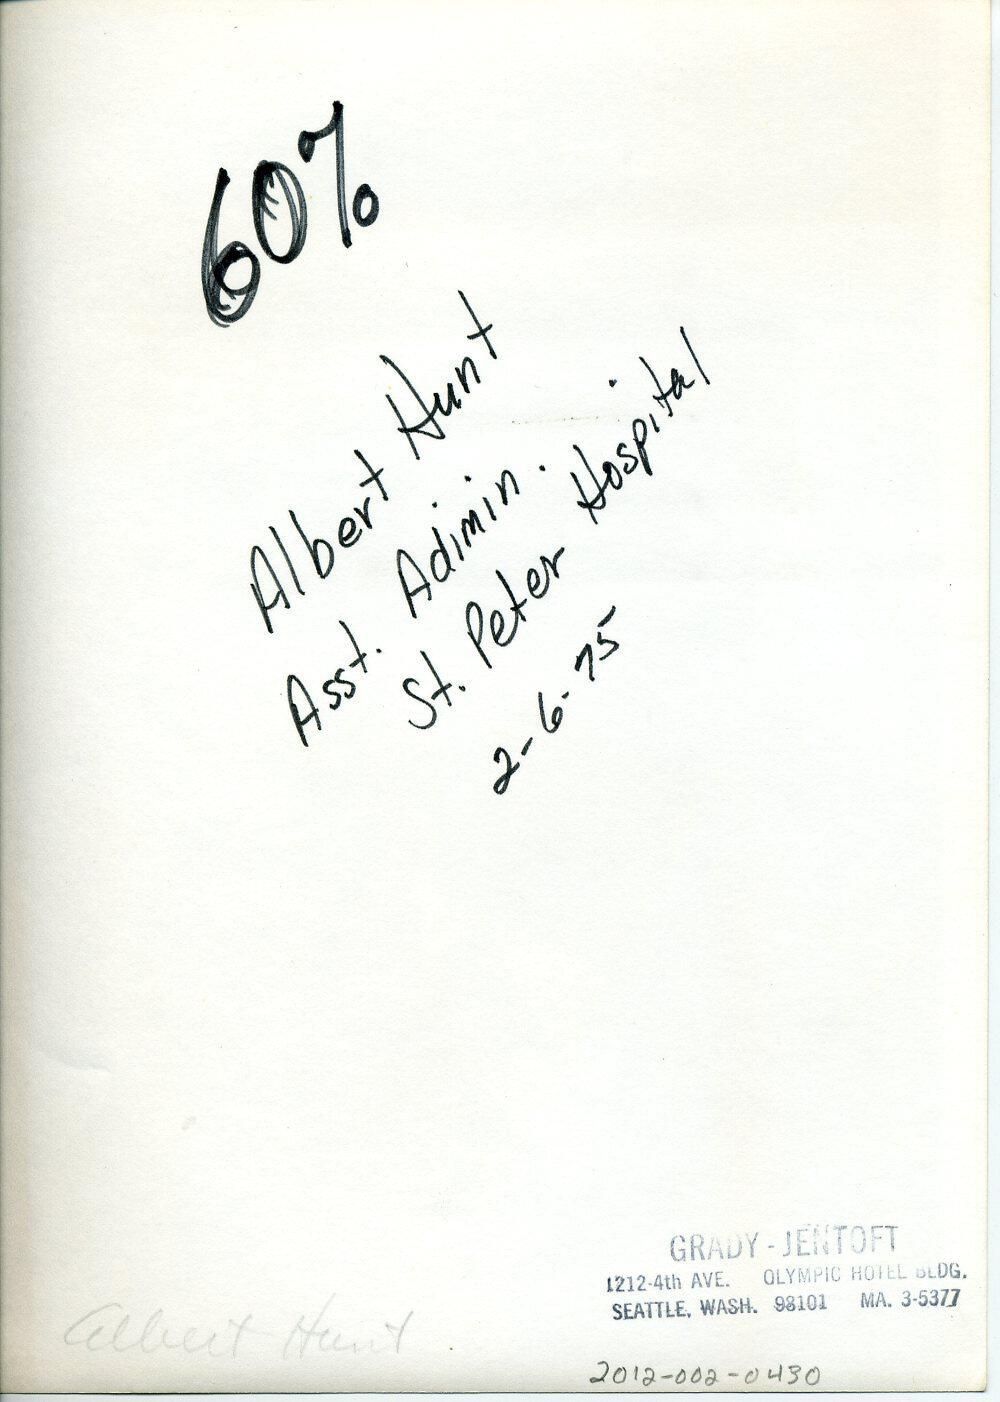 60%
Albert Hunt
Asst. Adimin.
St. Peter Hospital
2-6-75
GRADY-JENTOFT
1212-4th AVE. OLYMPIC HOTEL BLDG.
SEATTLE, WASH. 98101 MA. 3-5377
Albert Hunt
2012-002-0430